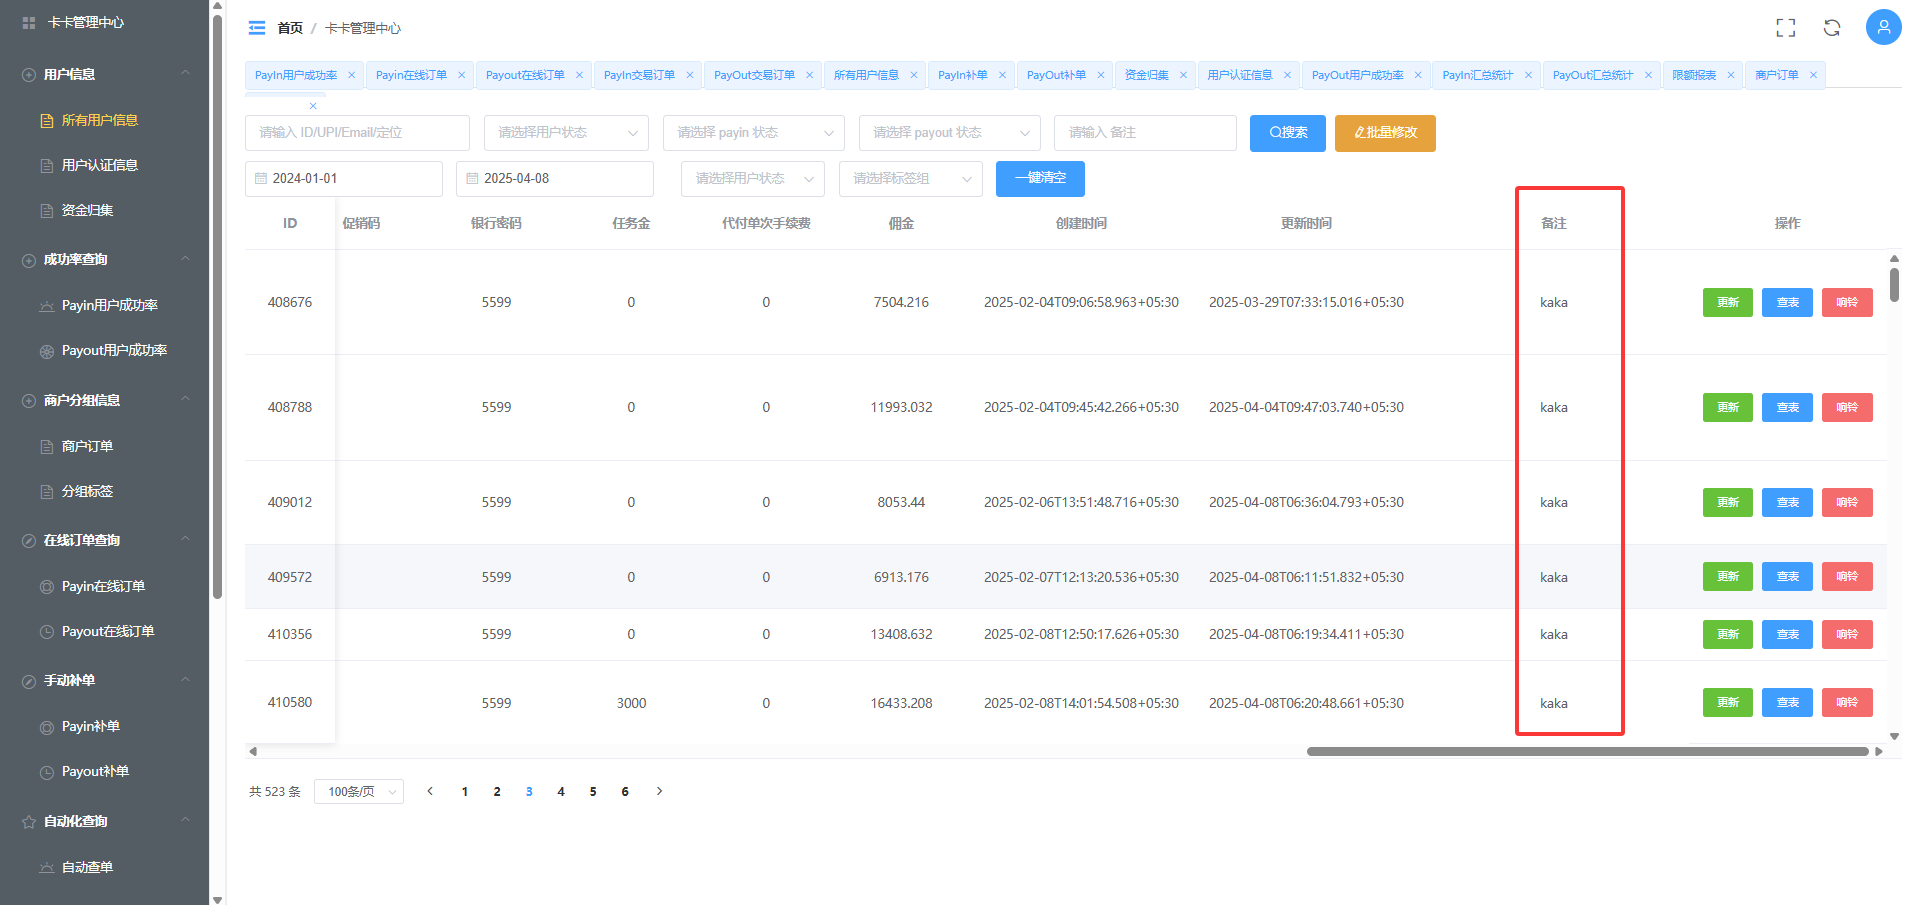 卡卡管理中心
用户信息
所有用户信息
用户认证信息
资金归集
成功率查询
Payin用户成功率
Payout用户成功率
商户分组信息
商户订单
分组标签
在线订单查询
Payin在线订单
Payout在线订单
手动补单
Payin补单
Payout补单
自动化查询
自动查单
首页 / 卡卡管理中心
PayIn用户成功率 × Payin在线订单 × Payout在线订单 × PayIn交易订单 × PayOut交易订单 × 所有用户信息 × PayIn补单 × PayOut补单 × 资金归集 × 用户认证信息 × PayOut用户成功率 × PayIn汇总统计 × PayOut汇总统计 × 限额报表 × 商户订单 ×
×
请输入 ID/UPI/Email/定位 请选择用户状态 请选择 payin 状态 请选择 payout 状态 请输入 备注 搜索 批量修改
2024-01-01 2025-04-08 请选择用户状态 请选择标签组 一键清空
ID 促销码 银行密码 任务金 代付单次手续费 佣金 创建时间 更新时间 备注 操作
408676 5599 0 0 7504.216 2025-02-04T09:06:58.963+05:30 2025-03-29T07:33:15.016+05:30 kaka 更新 查表 响铃
408788 5599 0 0 11993.032 2025-02-04T09:45:42.266+05:30 2025-04-04T09:47:03.740+05:30 kaka 更新 查表 响铃
409012 5599 0 0 8053.44 2025-02-06T13:51:48.716+05:30 2025-04-08T06:36:04.793+05:30 kaka 更新 查表 响铃
409572 5599 0 0 6913.176 2025-02-07T12:13:20.536+05:30 2025-04-08T06:11:51.832+05:30 kaka 更新 查表 响铃
410356 5599 0 0 13408.632 2025-02-08T12:50:17.626+05:30 2025-04-08T06:19:34.411+05:30 kaka 更新 查表 响铃
410580 5599 3000 0 16433.208 2025-02-08T14:01:54.508+05:30 2025-04-08T06:20:48.661+05:30 kaka 更新 查表 响铃
共 523 条 100条/页 1 2 3 4 5 6